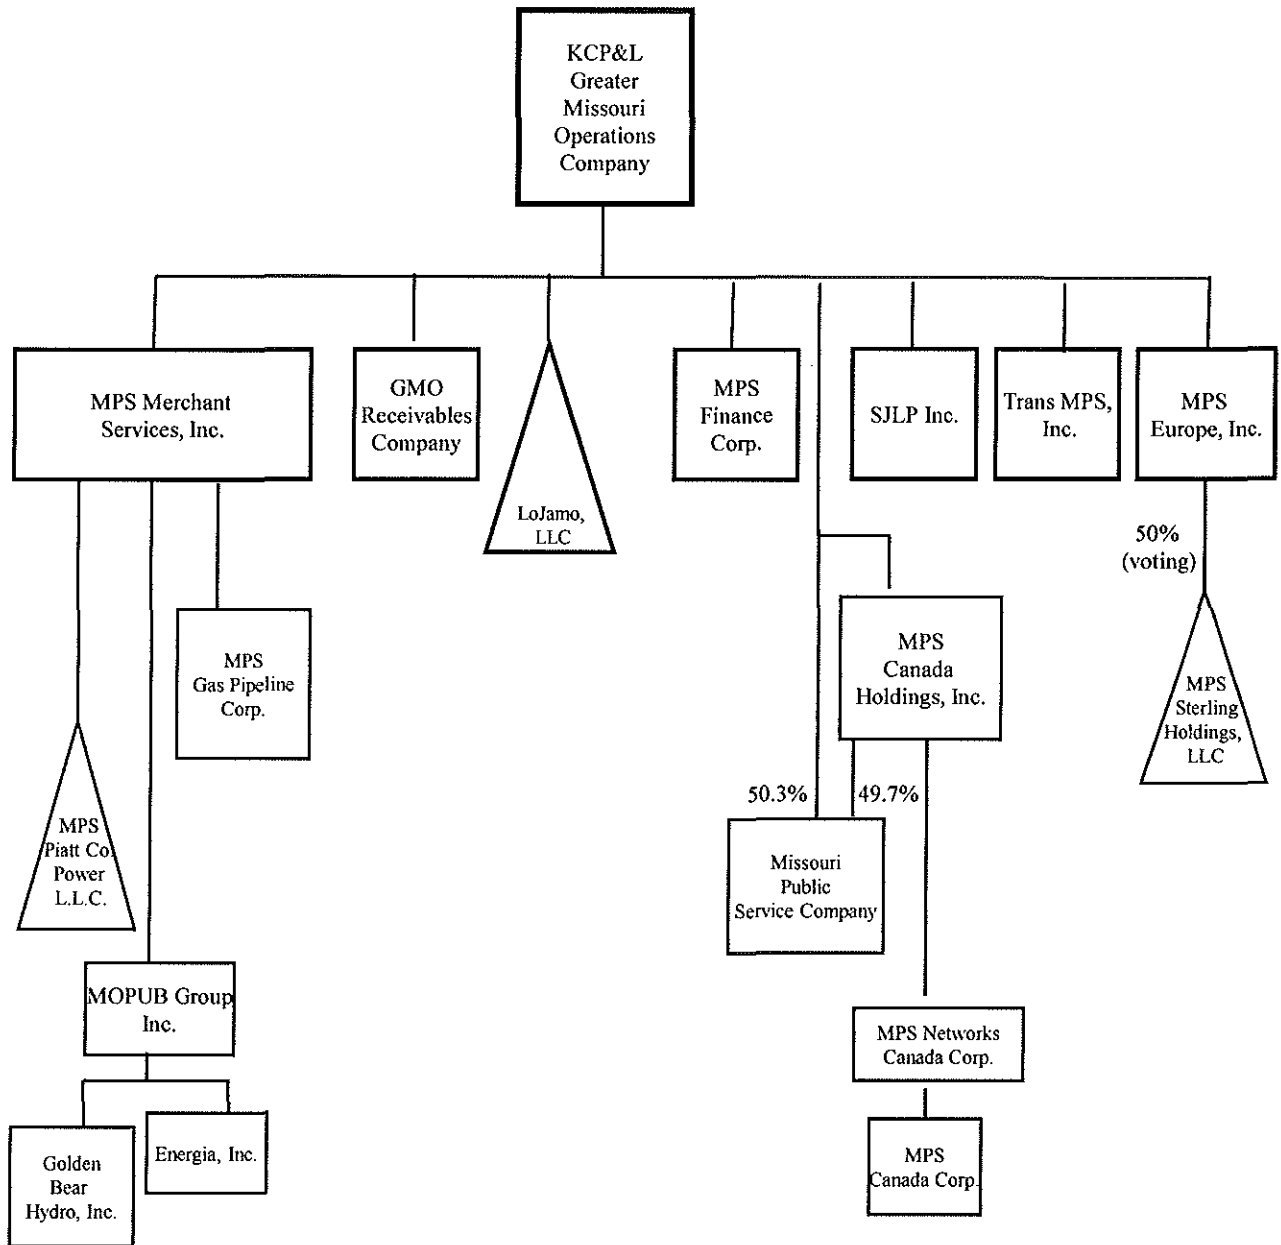 KCP&L
Greater
Missouri
Operations
Company
MPS Merchant
Services, Inc.
GMO
Receivables
Company
LoJamo,
LLC
MPS
Finance
Corp.
SJLP Inc.
Trans MPS,
Inc.
MPS
Europe, Inc.
50%
(voting)
MPS
Gas Pipeline
Corp.
MPS
Canada
Holdings, Inc.
MPS
Sterling
Holdings,
LLC
MPS
Piatt Co.
Power
L.L.C.
50.3%
49.7%
Missouri
Public
Service Company
MOPUB Group
Inc.
MPS Networks
Canada Corp.
Golden
Bear
Hydro, Inc.
Energia, Inc.
MPS
Canada Corp.